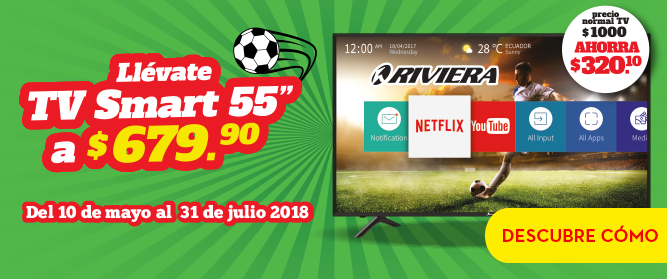 Llévate
TV Smart 55”
a $679.90
Del 10 de mayo al 31 de julio 2018
precio
normal TV
$1000
AHORRA
$320.10
12:00 AM 18/04/2017
Wednesday
28 °C ECUADOR
Sunny
RIVIERA
Notification
NETFLIX
YouTube
All Input
All Apps
Medi
DESCUBRE CÓMO